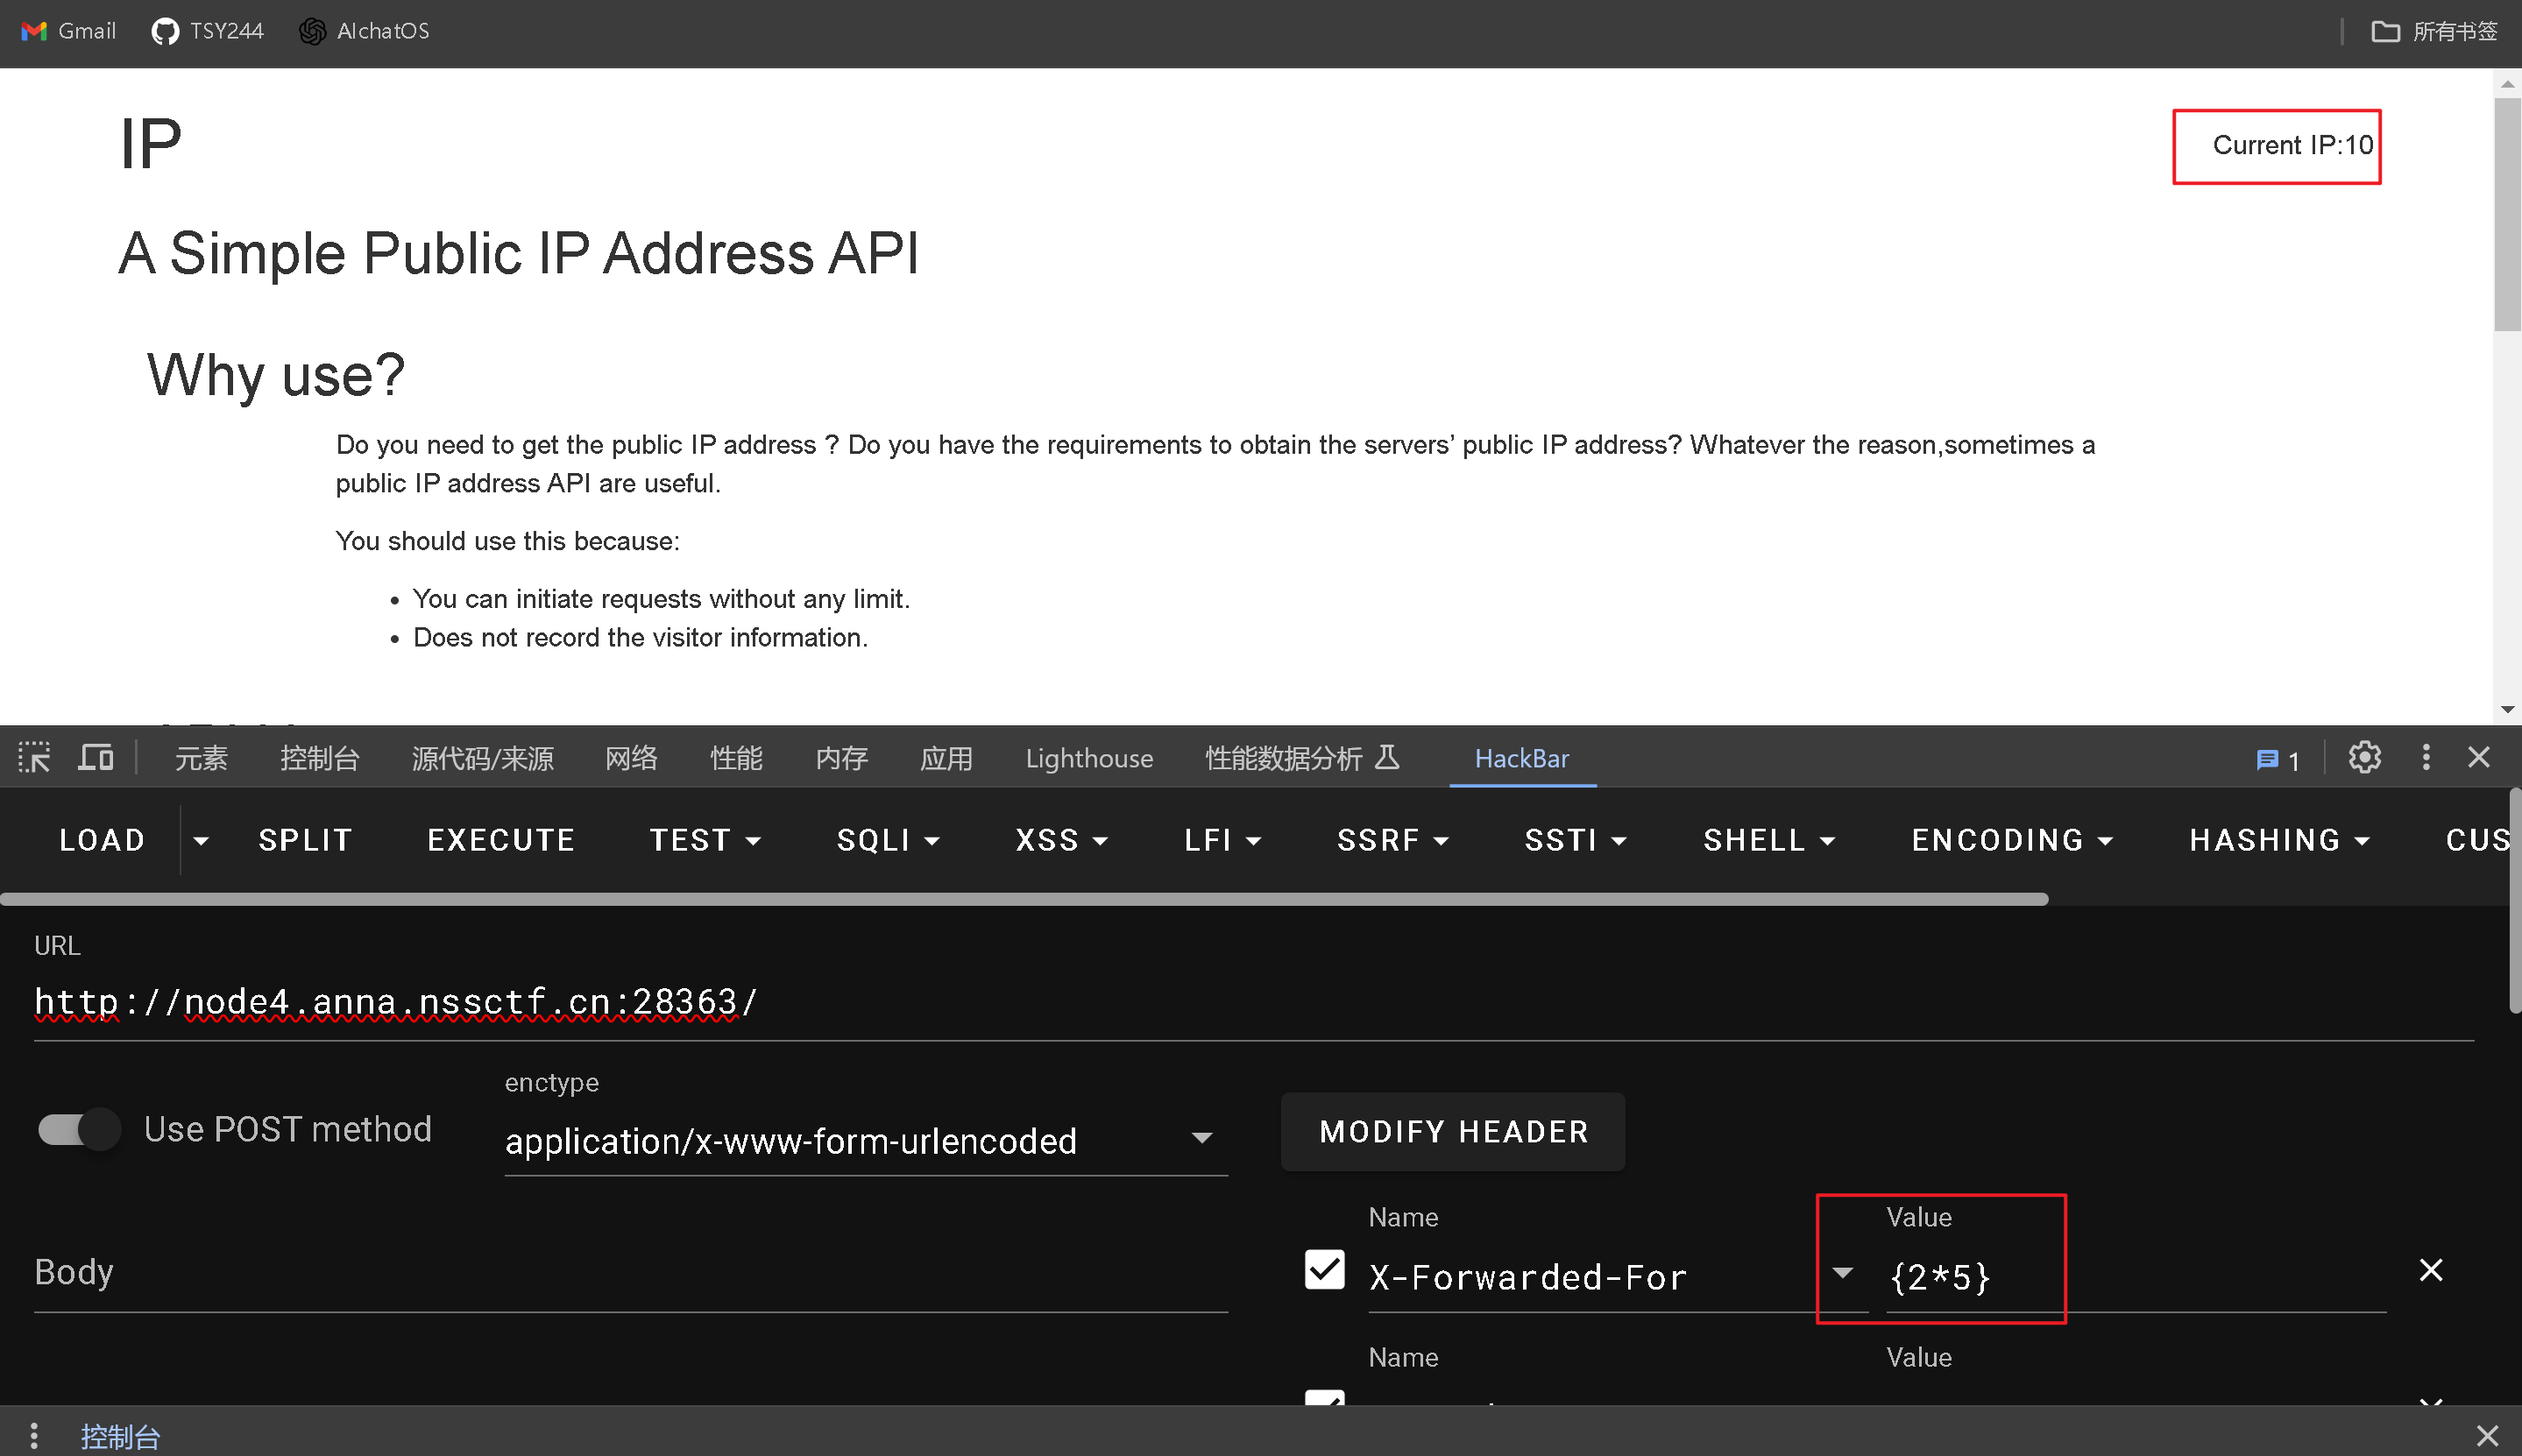 Gmail TSY244 AIchatOS 所有书签
IP
Current IP:10
A Simple Public IP Address API
Why use?
Do you need to get the public IP address ? Do you have the requirements to obtain the servers’ public IP address? Whatever the reason,sometimes a
public IP address API are useful.
You should use this because:
• You can initiate requests without any limit.
• Does not record the visitor information.
元素 控制台 源代码/来源 网络 性能 内存 应用 Lighthouse 性能数据分析 HackBar 1
LOAD SPLIT EXECUTE TEST SQLI XSS LFI SSRF SSTI SHELL ENCODING HASHING CUS
URL
http://node4.anna.nssctf.cn:28363/
Use POST method
enctype
application/x-www-form-urlencoded
MODIFY HEADER
Body
Name Value
X-Forwarded-For {2*5}
Name Value
控制台